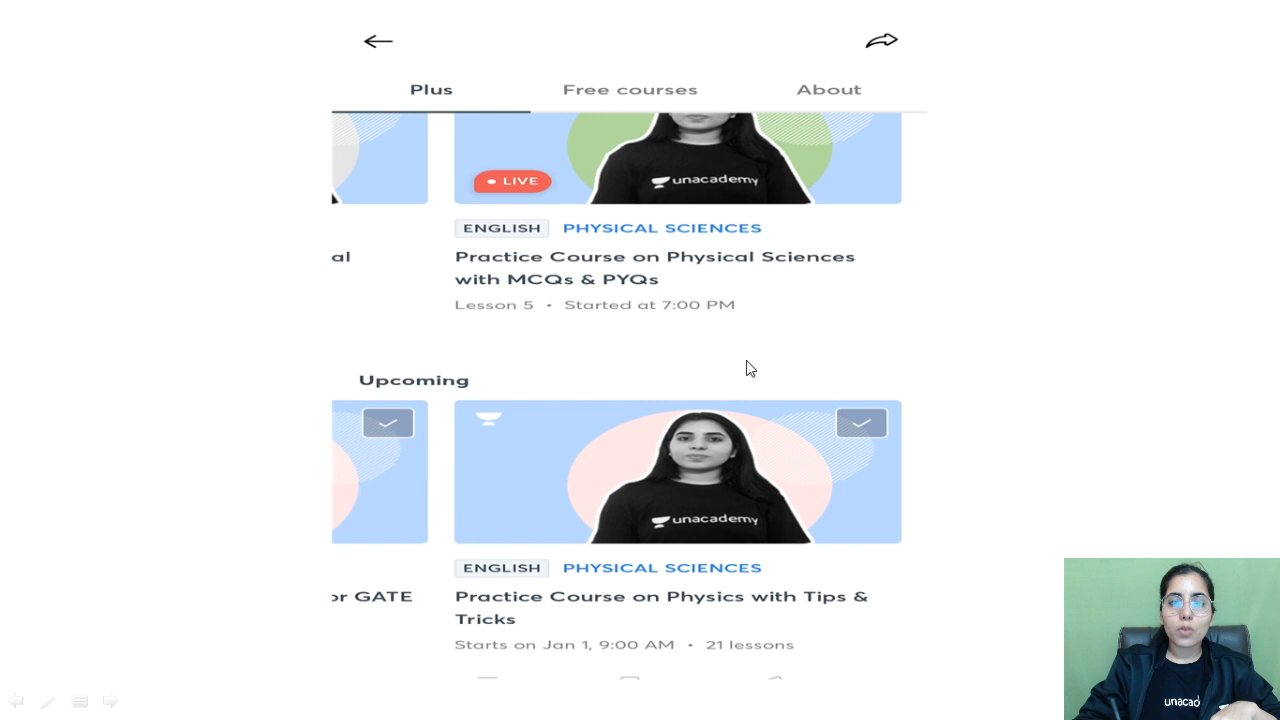 Plus Free courses About
LIVE
unacademy
ENGLISH PHYSICAL SCIENCES
al
Practice Course on Physical Sciences
with MCQs & PYQs
Lesson 5 • Started at 7:00 PM
Upcoming
unacademy
ENGLISH PHYSICAL SCIENCES
or GATE
Practice Course on Physics with Tips &
Tricks
Starts on Jan 1, 9:00 AM • 21 lessons
unacad